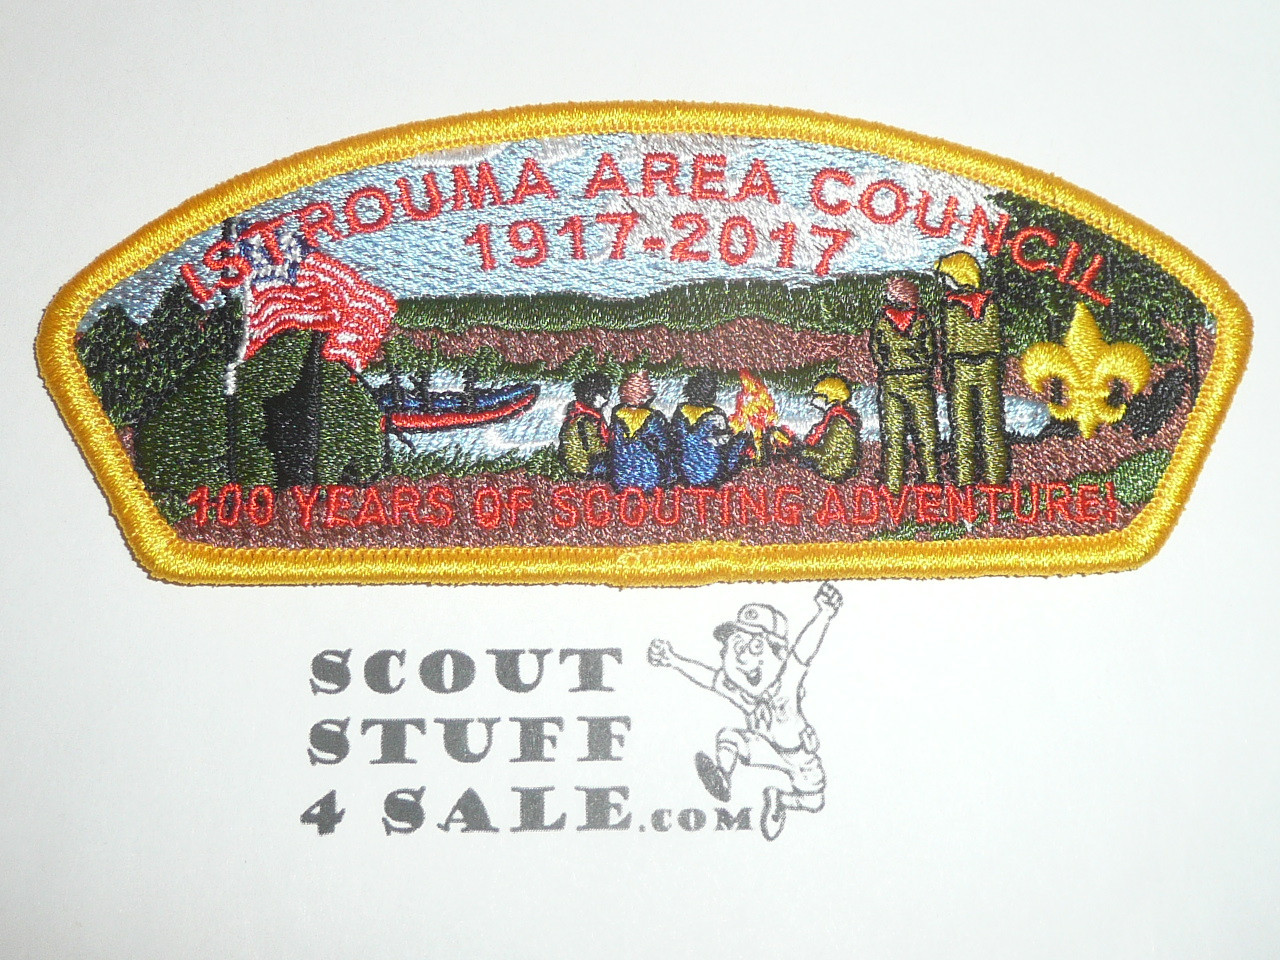 ISTROUMA AREA COUNCIL
1917-2017
100 YEARS OF SCOUTING ADVENTURE!
SCOUT
STUFF
4 SALE.COM